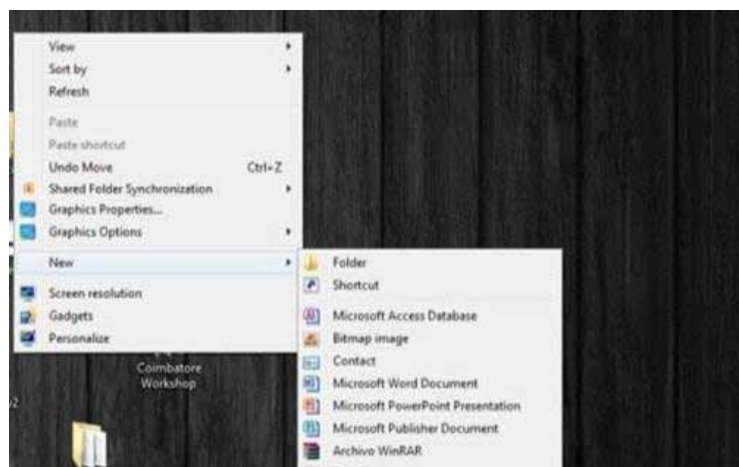 View
Sort by
Refresh
Paste
Paste shortcut
Undo Move Ctrl+Z
Shared Folder Synchronization
Graphics Properties...
Graphics Options
New
Screen resolution
Gadgets
Personalize
Folder
Shortcut
Microsoft Access Database
Bitmap image
Contact
Microsoft Word Document
Microsoft PowerPoint Presentation
Microsoft Publisher Document
Archivo WinRAR
Coimbatore
Workshop